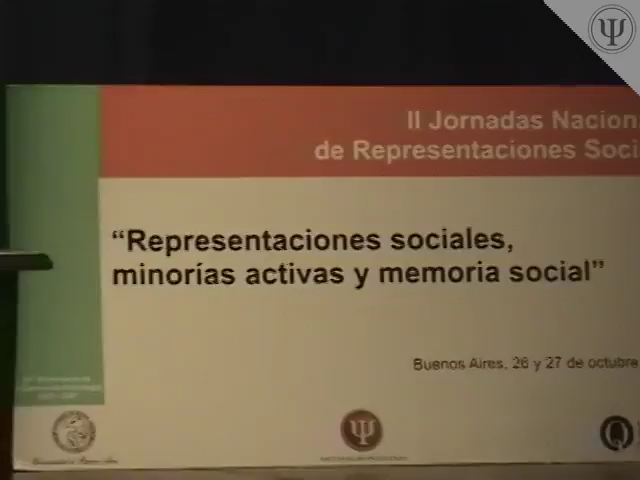 II Jornadas Nacion
de Representaciones Soci
“Representaciones sociales,
minorías activas y memoria social”
Buenos Aires, 26 y 27 de octubre
Ψ
Ψ